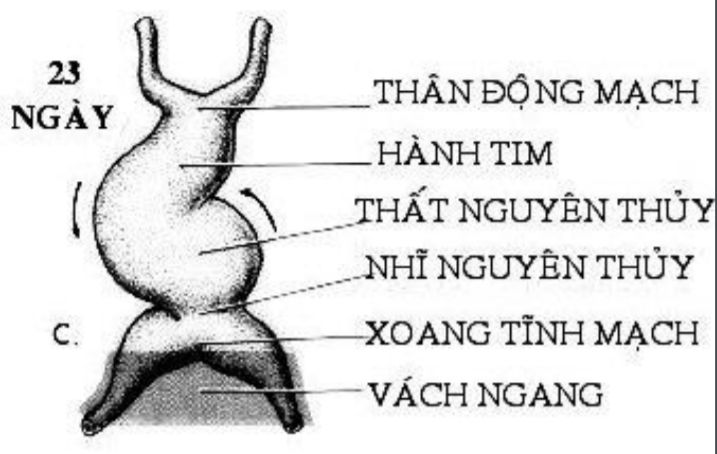 23
NGÀY
THÂN ĐỘNG MẠCH
HÀNH TIM
THẤT NGUYÊN THỦY
NHĨ NGUYÊN THỦY
C.
XOANG TĨNH MẠCH
VÁCH NGANG